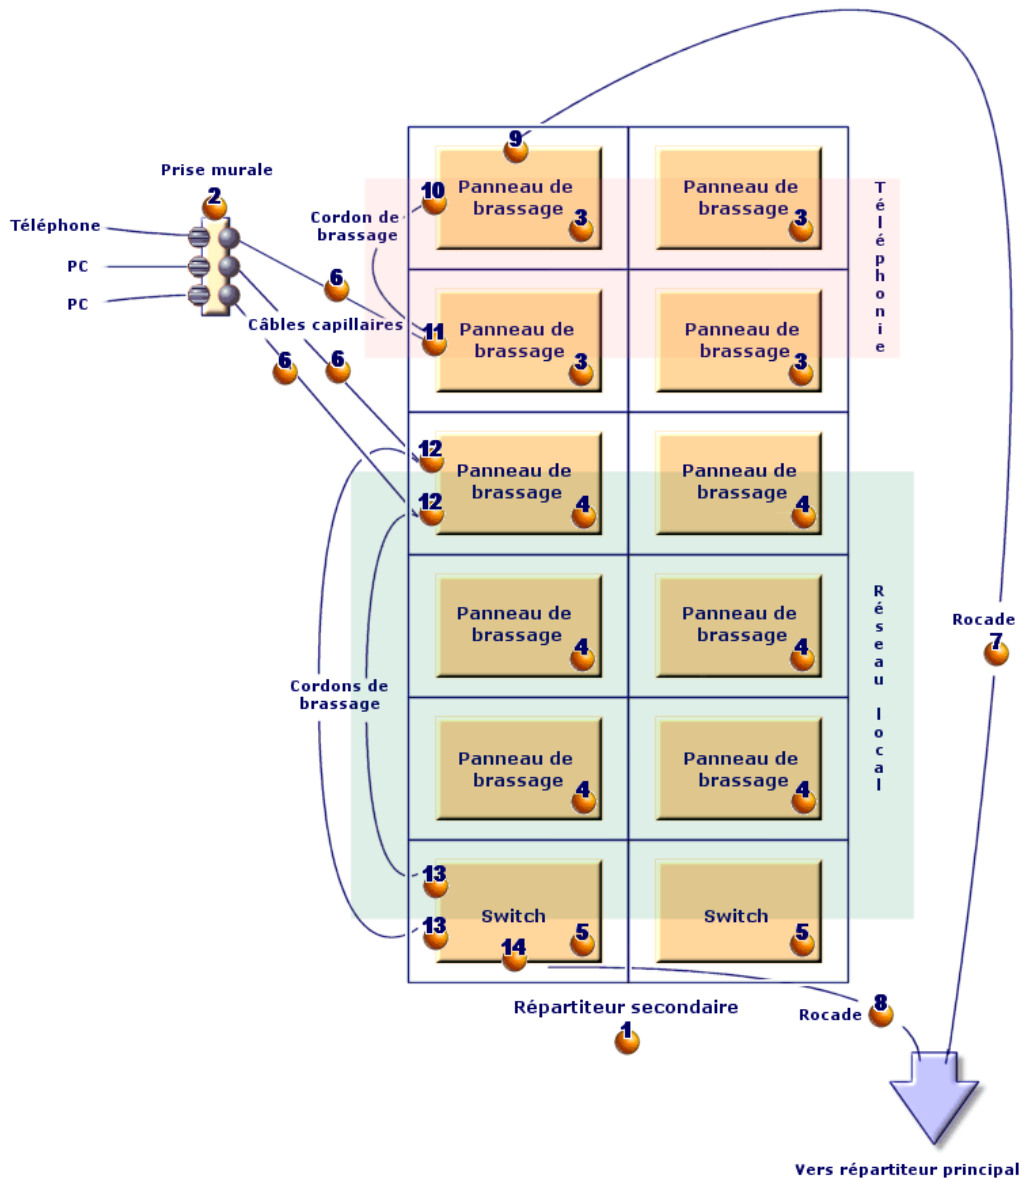 9
Prise murale
2
10
Panneau de
brassage
3
Panneau de
brassage
3
Téléphonie
Cordon de
brassage
Téléphone
PC
PC
6
11
Panneau de
brassage
3
Panneau de
brassage
3
Câbles capillaires
6
6
12
12
Panneau de
brassage
4
Panneau de
brassage
4
Réseau local
Panneau de
brassage
4
Panneau de
brassage
4
Rocade
7
Cordons de
brassage
Panneau de
brassage
4
Panneau de
brassage
4
13
13
Switch
5
14
Switch
5
Répartiteur secondaire
1
Rocade
8
Vers répartiteur principal